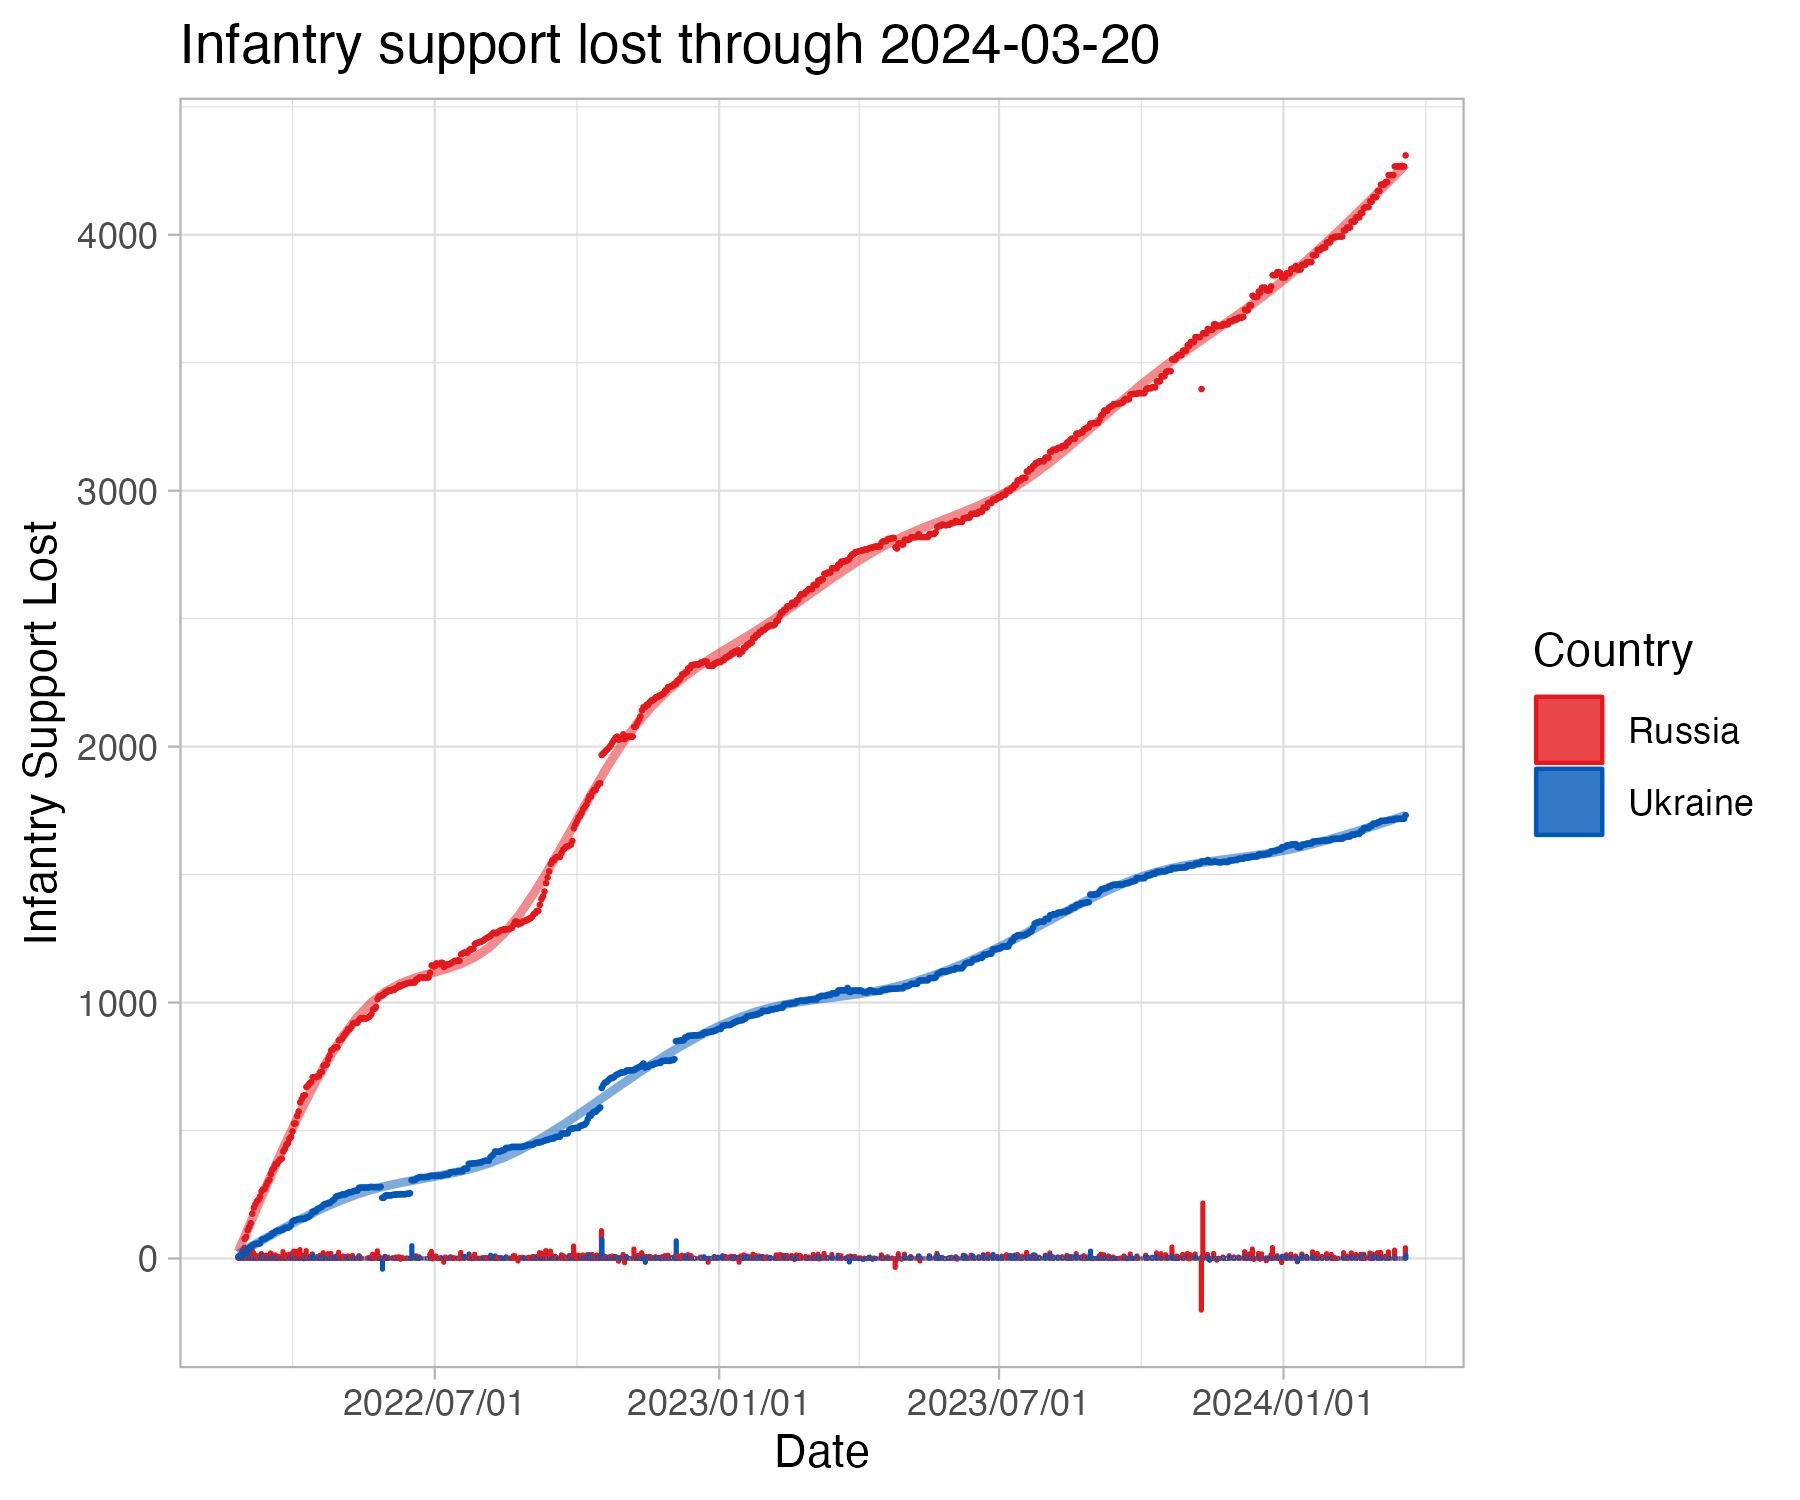 Infantry support lost through 2024-03-20
Infantry Support Lost
4000
3000
2000
1000
0
2022/07/01
2023/01/01
2023/07/01
2024/01/01
Date
Country
Russia
Ukraine